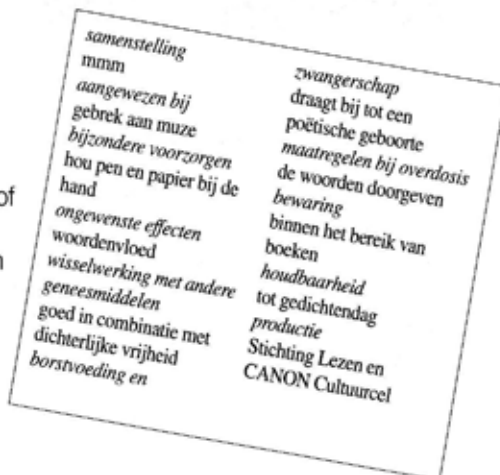 of
samenstelling
mmm
aangewezen bij
gebrek aan muze
bijzondere voorzorgen
hou pen en papier bij de
hand
ongewenste effecten
woordenvloed
wisselwerking met andere
geneesmiddelen
goed in combinatie met
dichterlijke vrijheid
borstvoeding en
zwangerschap
draagt bij tot een
poëtische geboorte
maatregelen bij overdosis
de woorden doorgeven
bewaring
binnen het bereik van
boeken
houdbaarheid
tot gedichtendag
productie
Stichting Lezen en
CANON Cultuurcel